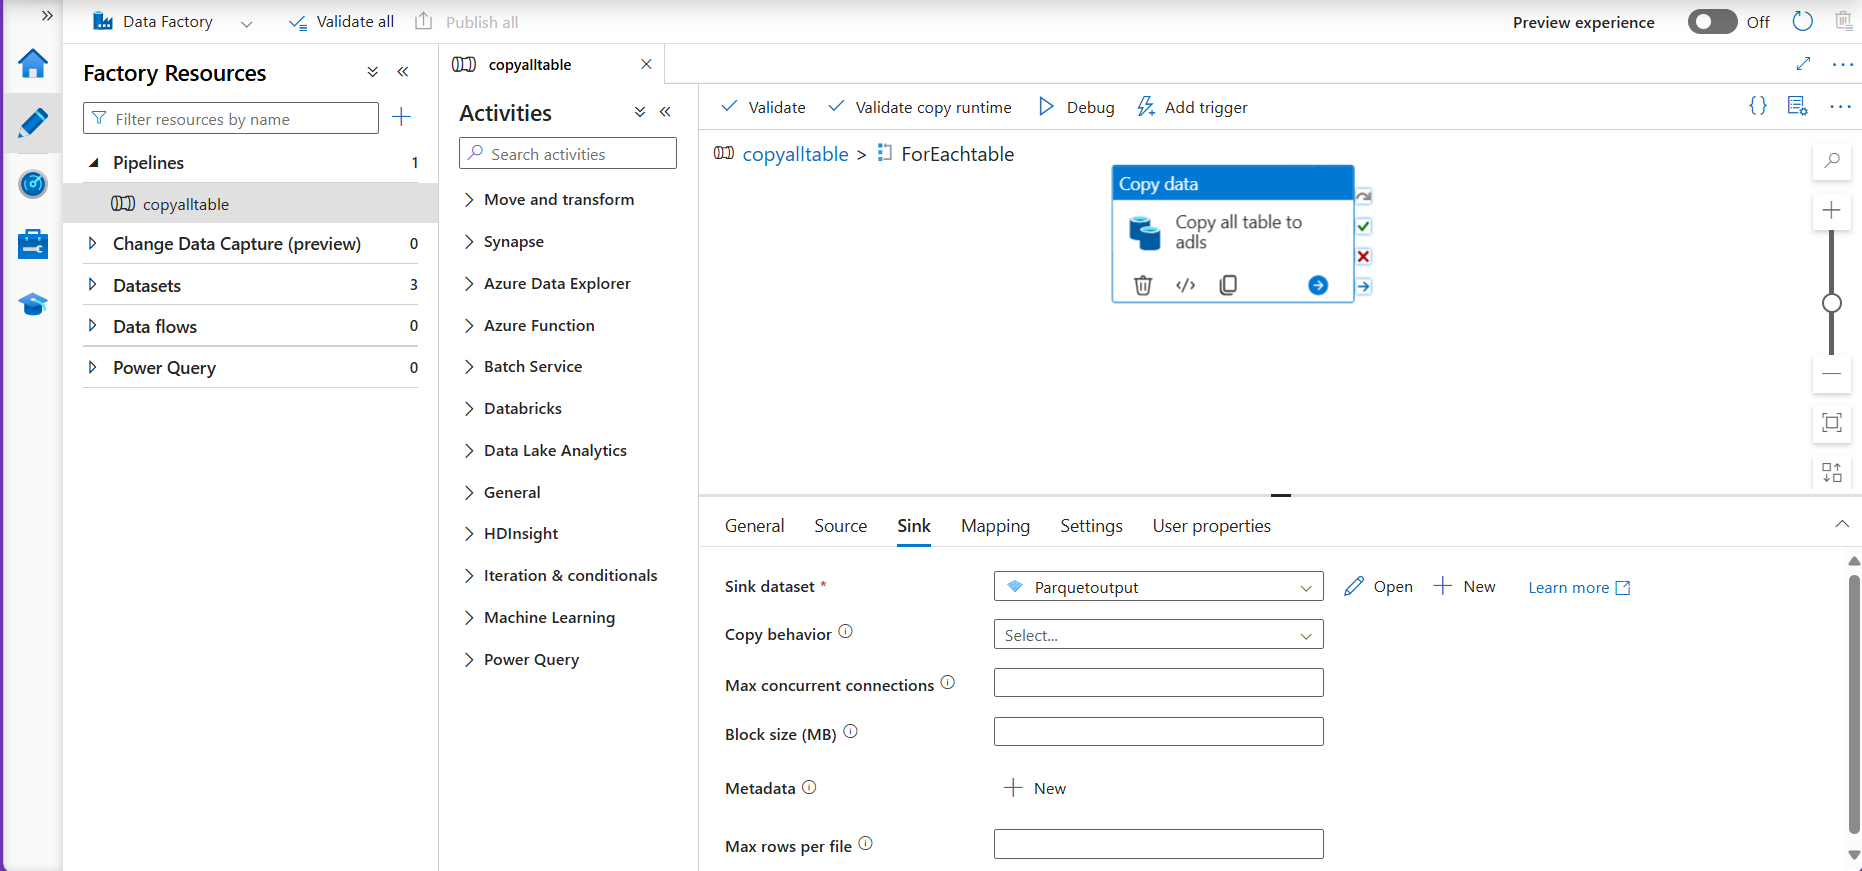 Data Factory
Validate all
Publish all
Preview experience
Off
Factory Resources
Filter resources by name
Pipelines 1
copyalltable
Change Data Capture (preview) 0
Datasets 3
Data flows 0
Power Query 0
copyalltable
Activities
Search activities
Move and transform
Synapse
Azure Data Explorer
Azure Function
Batch Service
Databricks
Data Lake Analytics
General
HDInsight
Iteration & conditionals
Machine Learning
Power Query
Validate
Validate copy runtime
Debug
Add trigger
copyalltable > ForEachtable
Copy data
Copy all table to
adls
General
Source
Sink
Mapping
Settings
User properties
Sink dataset *
Parquetoutput
Open
New
Learn more
Copy behavior
Select...
Max concurrent connections
Block size (MB)
Metadata
New
Max rows per file